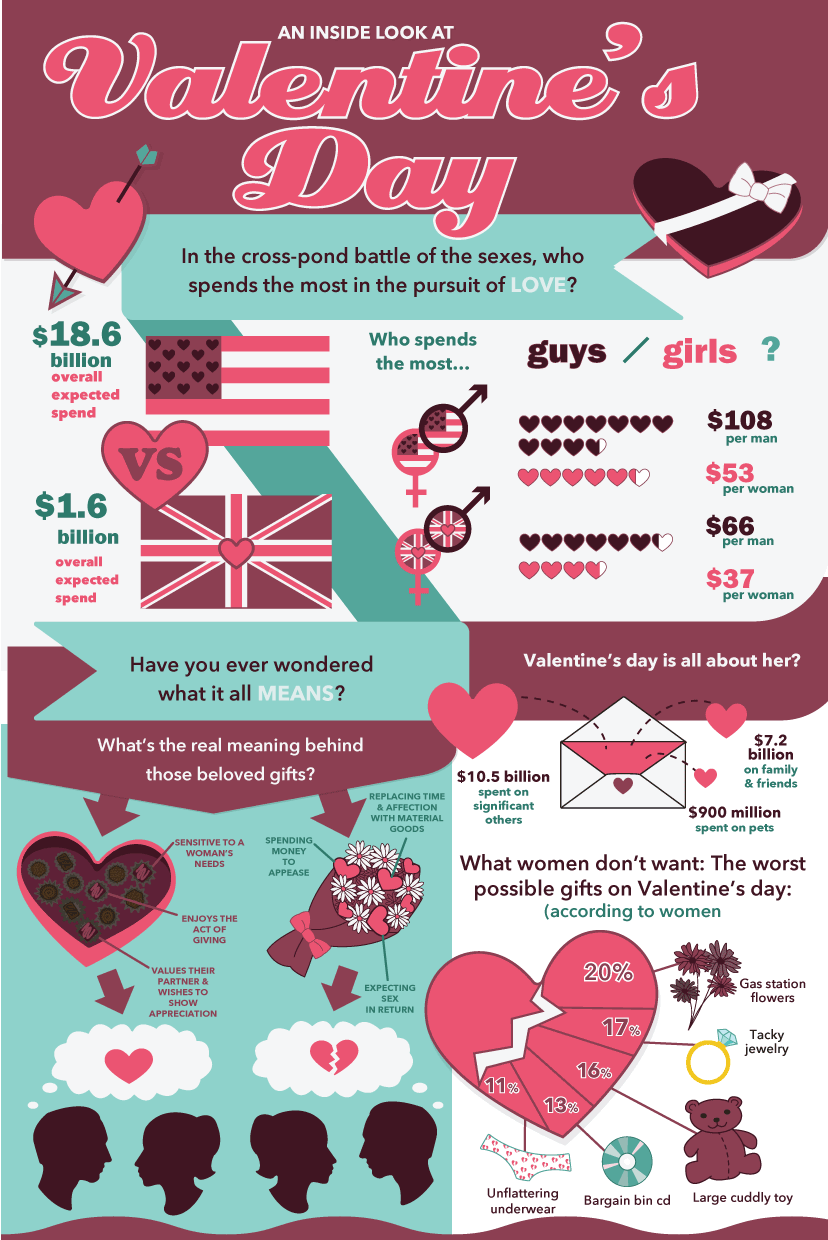 AN INSIDE LOOK AT
Valentine's
Day
In the cross-pond battle of the sexes, who
spends the most in the pursuit of LOVE?
$18.6
billion
overall
expected
spend
VS
$1.6
billion
overall
expected
spend
Who spends
the most...
guys / girls ?
$108
per man
$53
per woman
$66
per man
$37
per woman
Have you ever wondered
what it all MEANS?
What's the real meaning behind
those beloved gifts?
SENSITIVE TO A
WOMAN'S
NEEDS
ENJOYS THE
ACT OF
GIVING
VALUES THEIR
PARTNER &
WISHES TO
SHOW
APPRECIATION
SPENDING
MONEY
TO
APPEASE
REPLACING TIME
& AFFECTION
WITH MATERIAL
GOODS
EXPECTING
SEX
IN RETURN
Valentine's day is all about her?
$10.5 billion
spent on
significant
others
$7.2
billion
on family
& friends
$900 million
spent on pets
What women don't want: The worst
possible gifts on Valentine's day:
(according to women
20%
17%
16%
13%
11%
Gas station
flowers
Tacky
jewelry
Large cuddly toy
Bargain bin cd
Unflattering
underwear